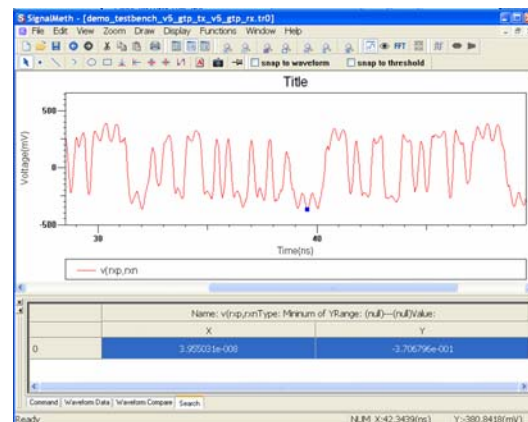 SignalMeth - [demo_testbench_v5_gtp_tx_v5_gtp_rx.tr0]
File Edit View Zoom Draw Display Functions Window Help
FFT
snap to waveform snap to threshold
Title
Voltage(mV)
500
0
-500
30 40
Time(ns)
v(rxp,rxn
Name: v(rxp,rxnType: Mininum of YRange: (null)---(null)Value:
X Y
0 3.955031e-008 -3.706796e-001
Command Waveform Data Waveform Compare Search
Ready NUM X:42.3439(ns) Y:-380.8418(mV)